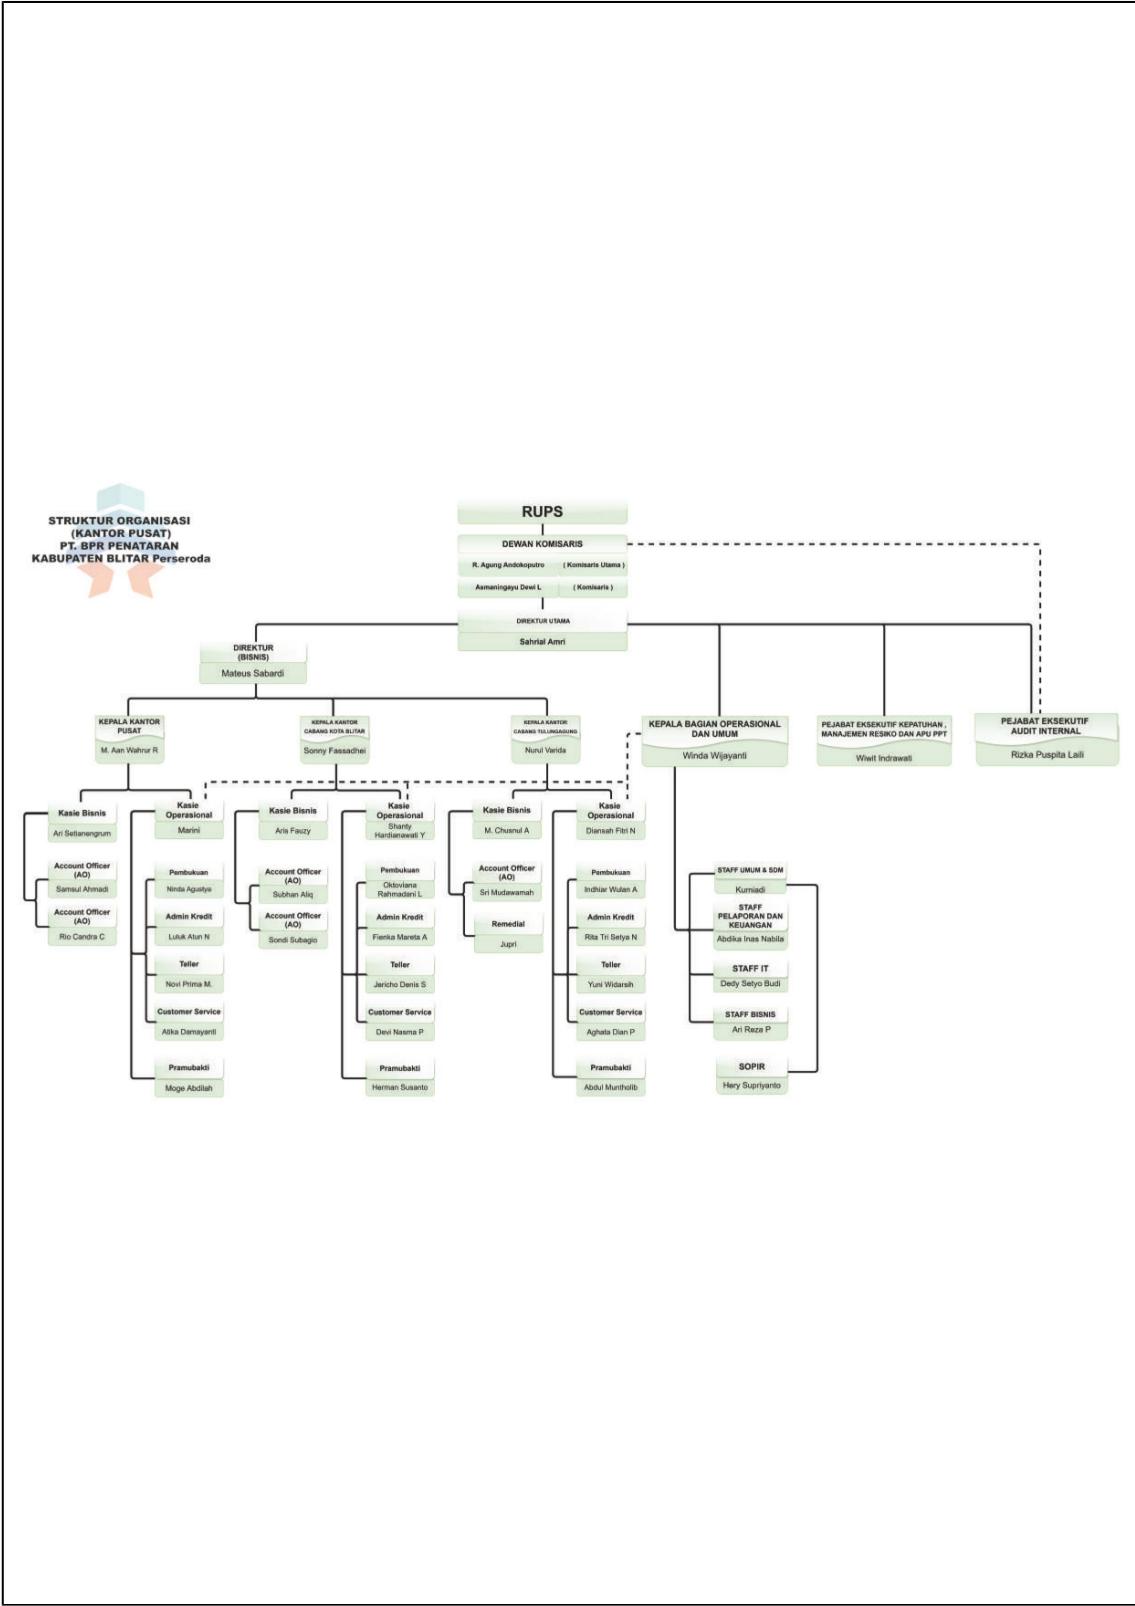 STRUKTUR ORGANISASI
(KANTOR PUSAT)
PT. BPR PENATARAN
KABUPATEN BLITAR Perseroda
RUPS
DEWAN KOMISARIS
R. Agung Andokoputro ( Komisaris Utama )
Asmaningayu Dewi L ( Komisaris )
DIREKTUR UTAMA
Sahrial Amri
DIREKTUR
(BISNIS)
Mateus Sabardi
KEPALA KANTOR
PUSAT
M. Aan Wahrur R
KEPALA KANTOR
CABANG KOTA BLITAR
Sonny Fassadhei
KEPALA KANTOR
CABANG TULUNGAGUNG
Nurul Varida
KEPALA BAGIAN OPERASIONAL
DAN UMUM
Winda Wijayanti
PEJABAT EKSEKUTIF KEPATUHAN ,
MANAJEMEN RESIKO DAN APU PPT
Wiwit Indrawati
PEJABAT EKSEKUTIF
AUDIT INTERNAL
Rizka Puspita Laili
Kasie Bisnis
Ari Setianengrum
Account Officer
(AO)
Samsul Ahmadi
Account Officer
(AO)
Rio Candra C
Kasie
Operasional
Marini
Pembukuan
Ninda Agustya
Admin Kredit
Luluk Atun N
Teller
Novi Prima M.
Customer Service
Atika Damayanti
Pramubakti
Moge Abdilah
Kasie Bisnis
Aris Fauzy
Account Officer
(AO)
Subhan Aliq
Account Officer
(AO)
Sondi Subagio
Kasie
Operasional
Shanty
Hardianawati Y
Pembukuan
Oktoviana
Rahmadani L
Admin Kredit
Fienka Mareta A
Teller
Jericho Denis S
Customer Service
Devi Nasma P
Pramubakti
Herman Susanto
Kasie Bisnis
M. Chusnul A
Account Officer
(AO)
Sri Mudawamah
Remedial
Jupri
Kasie
Operasional
Diansah Fitri N
Pembukuan
Indhiar Wulan A
Admin Kredit
Rita Tri Setya N
Teller
Yuni Widarsih
Customer Service
Aghata Dian P
Pramubakti
Abdul Muntholib
STAFF UMUM & SDM
Kurniadi
STAFF
PELAPORAN DAN
KEUANGAN
Abdika Inas Nabila
STAFF IT
Dedy Setyo Budi
STAFF BISNIS
Ari Reza P
SOPIR
Hery Supriyanto